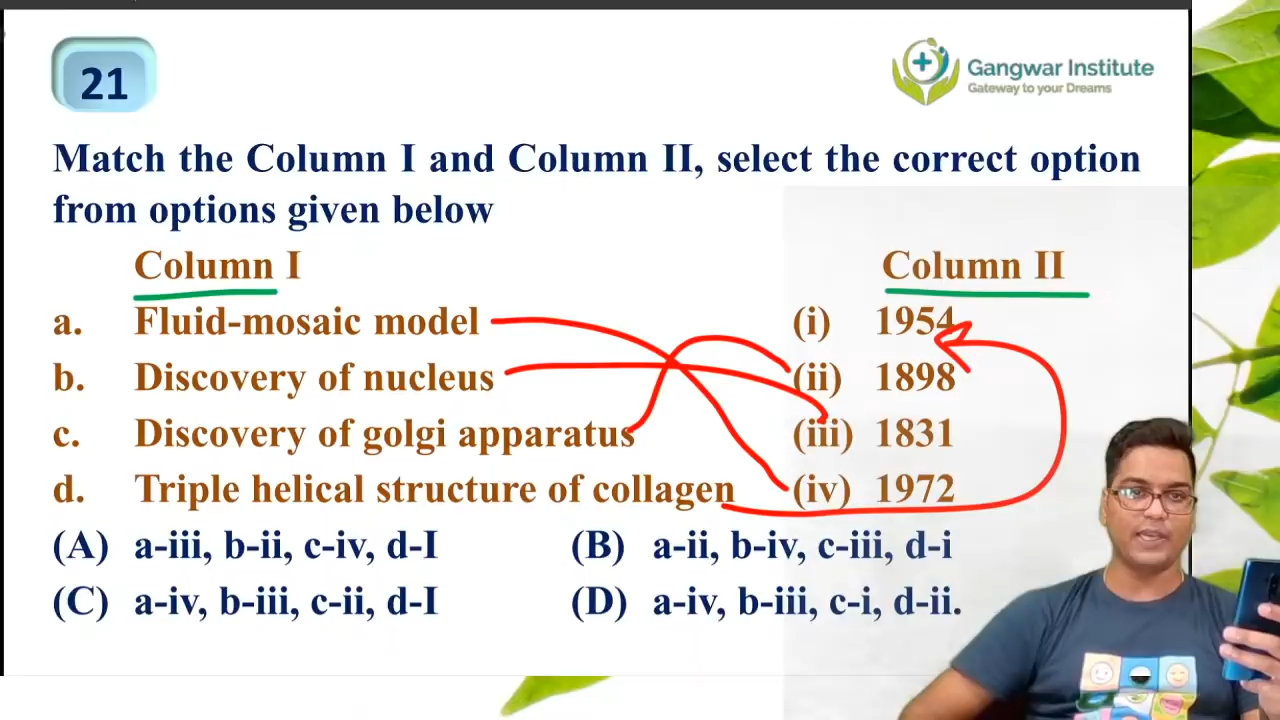 21
Gangwar Institute
Gateway to your Dreams
Match the Column I and Column II, select the correct option
from options given below
Column I Column II
a. Fluid-mosaic model (i) 1954
b. Discovery of nucleus (ii) 1898
c. Discovery of golgi apparatus (iii) 1831
d. Triple helical structure of collagen (iv) 1972
(A) a-iii, b-ii, c-iv, d-I (B) a-ii, b-iv, c-iii, d-i
(C) a-iv, b-iii, c-ii, d-I (D) a-iv, b-iii, c-i, d-ii.